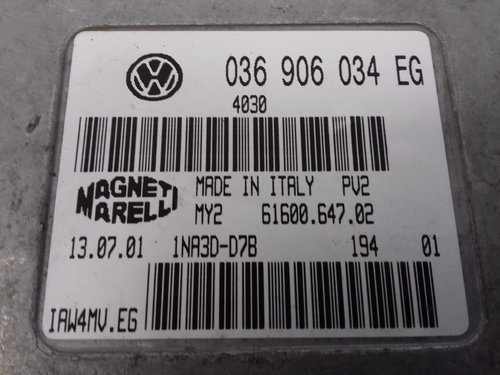 VW 036 906 034 EG
4030
MAGNETI MARELLI
MADE IN ITALY PV2
MY2 61600.647.02
13.07.01 1NA3D-D7B 194 01
IAW4MV.EG